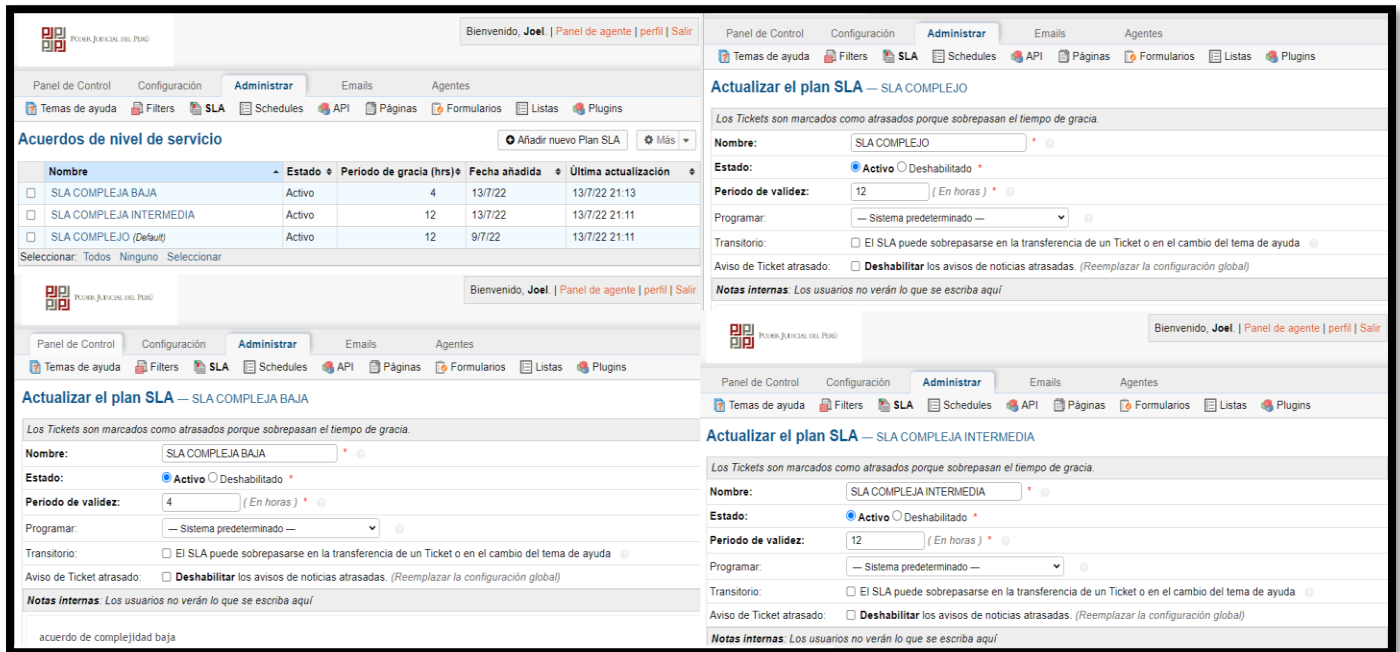 PODER JUDICIAL DEL PERÚ
Bienvenido, Joel. | Panel de agente | perfil | Salir
Panel de Control Configuración Administrar Emails Agentes
Temas de ayuda Filters SLA Schedules API Páginas Formularios Listas Plugins
Acuerdos de nivel de servicio
Añadir nuevo Plan SLA Más
Nombre Estado Período de gracia (hrs) Fecha añadida Última actualización
SLA COMPLEJA BAJA Activo 4 13/7/22 13/7/22 21:13
SLA COMPLEJA INTERMEDIA Activo 12 13/7/22 13/7/22 21:11
SLA COMPLEJO (Default) Activo 12 9/7/22 13/7/22 21:11
Seleccionar: Todos Ninguno Seleccionar
PODER JUDICIAL DEL PERÚ
Bienvenido, Joel. | Panel de agente | perfil | Salir
Panel de Control Configuración Administrar Emails Agentes
Temas de ayuda Filters SLA Schedules API Páginas Formularios Listas Plugins
Actualizar el plan SLA — SLA COMPLEJA BAJA
Los Tickets son marcados como atrasados porque sobrepasan el tiempo de gracia.
Nombre: SLA COMPLEJA BAJA *
Estado: Activo Deshabilitado *
Periodo de validez: 4 ( En horas ) *
Programar: — Sistema predeterminado —
Transitorio: El SLA puede sobrepasarse en la transferencia de un Ticket o en el cambio del tema de ayuda
Aviso de Ticket atrasado: Deshabilitar los avisos de noticias atrasadas. (Reemplazar la configuración global)
Notas internas: Los usuarios no verán lo que se escriba aquí
acuerdo de complejidad baja
Panel de Control Configuración Administrar Emails Agentes
Temas de ayuda Filters SLA Schedules API Páginas Formularios Listas Plugins
Actualizar el plan SLA — SLA COMPLEJO
Los Tickets son marcados como atrasados porque sobrepasan el tiempo de gracia.
Nombre: SLA COMPLEJO *
Estado: Activo Deshabilitado *
Periodo de validez: 12 ( En horas ) *
Programar: — Sistema predeterminado —
Transitorio: El SLA puede sobrepasarse en la transferencia de un Ticket o en el cambio del tema de ayuda
Aviso de Ticket atrasado: Deshabilitar los avisos de noticias atrasadas. (Reemplazar la configuración global)
Notas internas: Los usuarios no verán lo que se escriba aquí
PODER JUDICIAL DEL PERÚ
Bienvenido, Joel. | Panel de agente | perfil | Salir
Panel de Control Configuración Administrar Emails Agentes
Temas de ayuda Filters SLA Schedules API Páginas Formularios Listas Plugins
Actualizar el plan SLA — SLA COMPLEJA INTERMEDIA
Los Tickets son marcados como atrasados porque sobrepasan el tiempo de gracia.
Nombre: SLA COMPLEJA INTERMEDIA *
Estado: Activo Deshabilitado *
Periodo de validez: 12 ( En horas ) *
Programar: — Sistema predeterminado —
Transitorio: El SLA puede sobrepasarse en la transferencia de un Ticket o en el cambio del tema de ayuda
Aviso de Ticket atrasado: Deshabilitar los avisos de noticias atrasadas. (Reemplazar la configuración global)
Notas internas: Los usuarios no verán lo que se escriba aquí